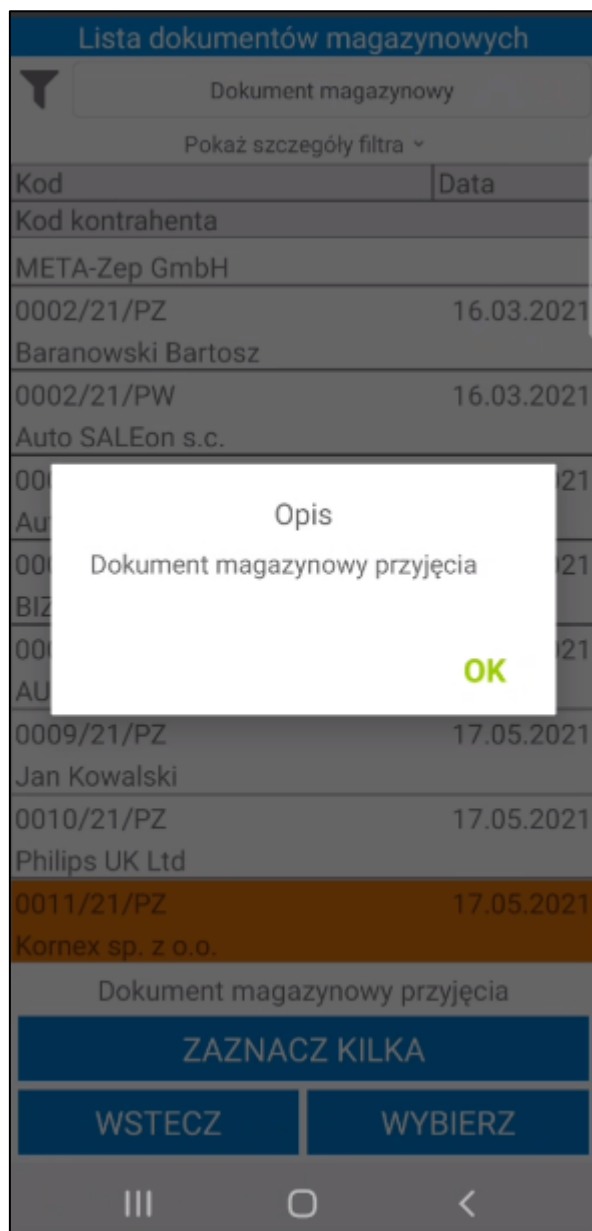 Lista dokumentów magazynowych
Dokument magazynowy
Pokaż szczegóły filtra
Kod Data
Kod kontrahenta
META-Zep GmbH
0002/21/PZ 16.03.2021
Baranowski Bartosz
0002/21/PW 16.03.2021
Auto SALEon s.c.
Opis
Dokument magazynowy przyjęcia
OK
0009/21/PZ 17.05.2021
Jan Kowalski
0010/21/PZ 17.05.2021
Philips UK Ltd
0011/21/PZ 17.05.2021
Kornex sp. z o.o.
Dokument magazynowy przyjęcia
ZAZNACZ KILKA
WSTECZ WYBIERZ